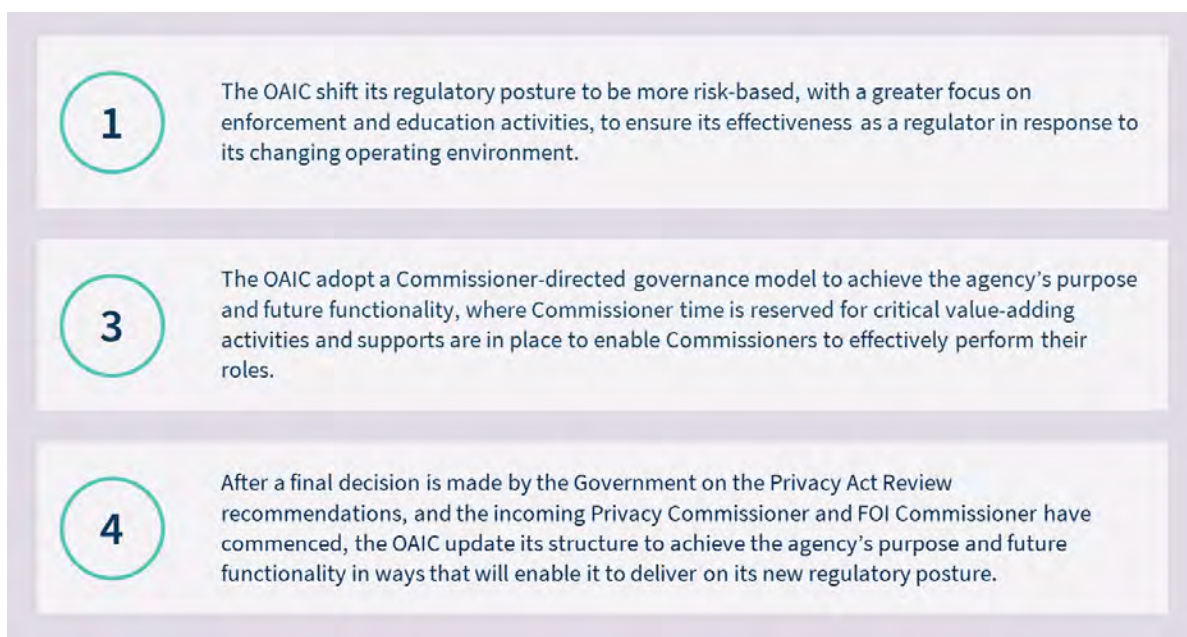 1
The OAIC shift its regulatory posture to be more risk-based, with a greater focus on
enforcement and education activities, to ensure its effectiveness as a regulator in response to
its changing operating environment.
3
The OAIC adopt a Commissioner-directed governance model to achieve the agency's purpose
and future functionality, where Commissioner time is reserved for critical value-adding
activities and supports are in place to enable Commissioners to effectively perform their
roles.
4
After a final decision is made by the Government on the Privacy Act Review
recommendations, and the incoming Privacy Commissioner and FOI Commissioner have
commenced, the OAIC update its structure to achieve the agency's purpose and future
functionality in ways that will enable it to deliver on its new regulatory posture.